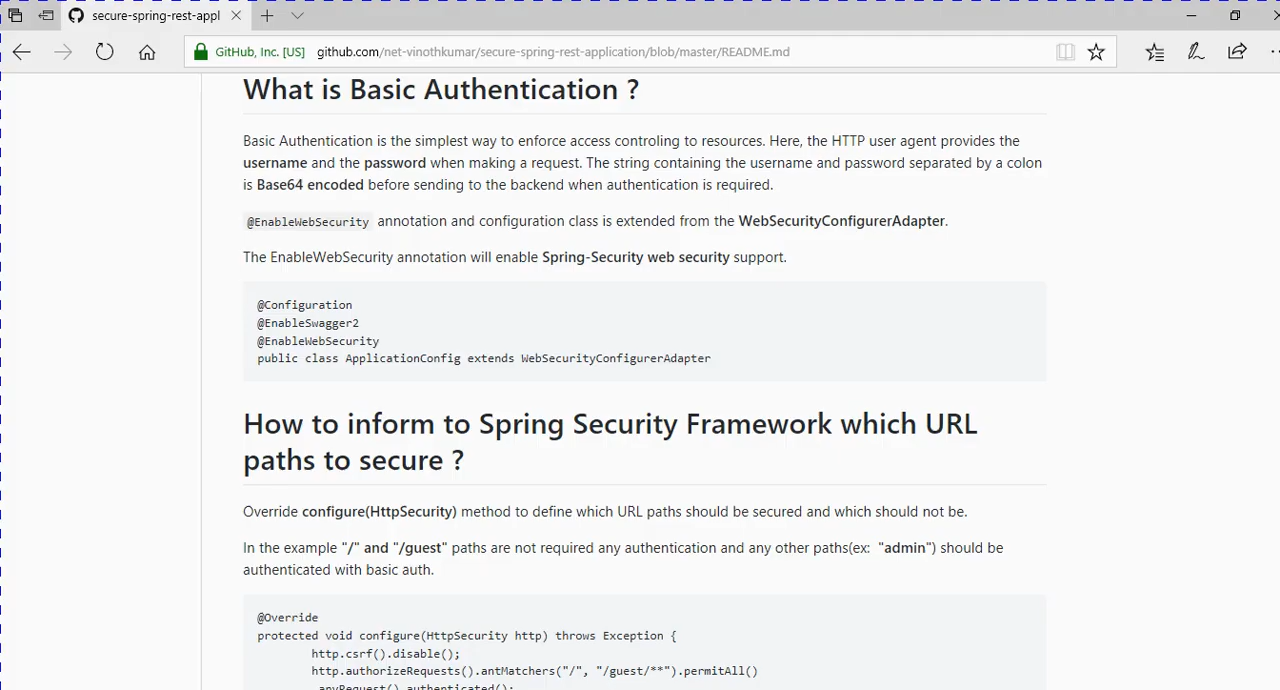 secure-spring-rest-appl
GitHub, Inc. [US] github.com/net-vinothkumar/secure-spring-rest-application/blob/master/README.md
What is Basic Authentication ?
Basic Authentication is the simplest way to enforce access controling to resources. Here, the HTTP user agent provides the
username and the password when making a request. The string containing the username and password separated by a colon
is Base64 encoded before sending to the backend when authentication is required.
@EnableWebSecurity annotation and configuration class is extended from the WebSecurityConfigurerAdapter.
The EnableWebSecurity annotation will enable Spring-Security web security support.
@Configuration
@EnableSwagger2
@EnableWebSecurity
public class ApplicationConfig extends WebSecurityConfigurerAdapter
How to inform to Spring Security Framework which URL
paths to secure ?
Override configure(HttpSecurity) method to define which URL paths should be secured and which should not be.
In the example "/" and "/guest" paths are not required any authentication and any other paths(ex: "admin") should be
authenticated with basic auth.
@Override
protected void configure(HttpSecurity http) throws Exception {
http.csrf().disable();
http.authorizeRequests().antMatchers("/", "/guest/**").permitAll()
.anyRequest().authenticated();